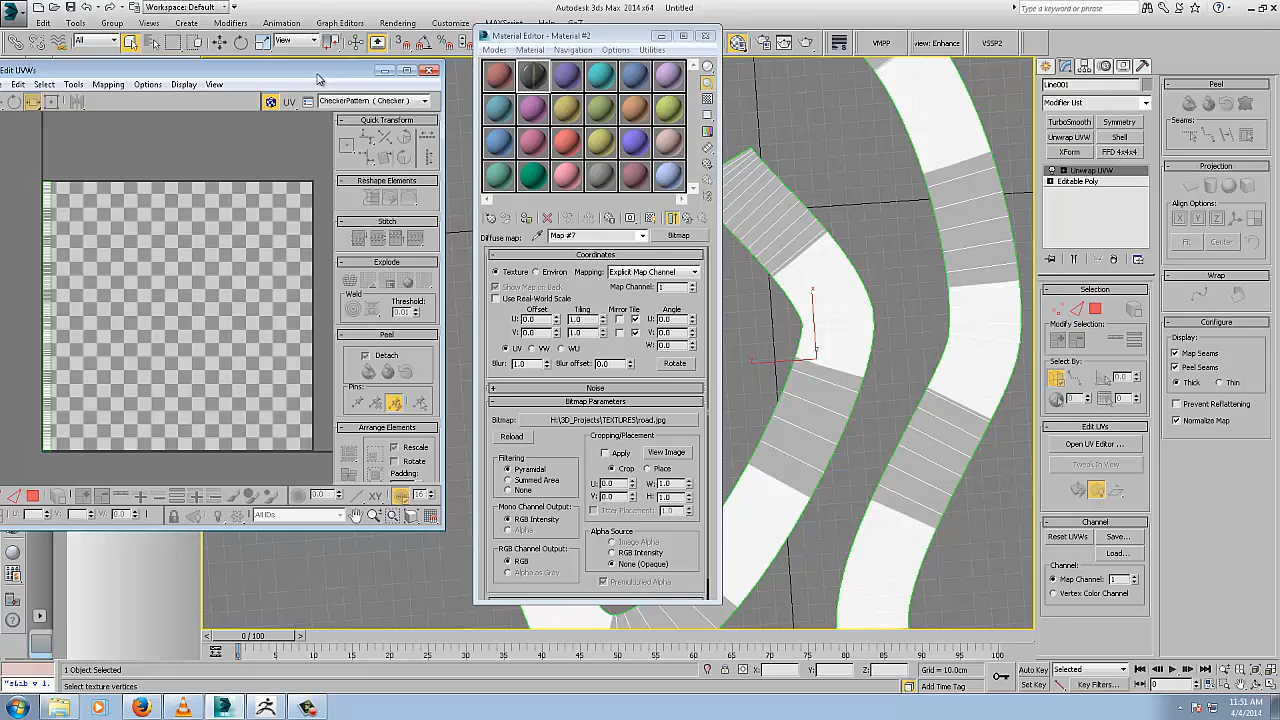 Workspace: Default
Autodesk 3ds Max 2014 x64 Untitled
Type a keyword or phrase
Edit Tools Group Views Create Modifiers Animation Graph Editors Rendering Customize
All
View
VMPP
view: Enhance
VSSP2
Edit UVWs
Edit Select Tools Mapping Options Display View
UV
CheckerPattern ( Checker )
Quick Transform
Reshape Elements
Stitch
Explode
Weld
Threshold:
0.01
Peel
Detach
Pins:
Arrange Elements
Rescale
Rotate
Padding:
0.0
XY
16
U:
V:
0.0
All IDs
Material Editor - Material #2
Modes Material Navigation Options Utilities
Diffuse map:
Map #7
Bitmap
Coordinates
Texture
Environ
Mapping:
Explicit Map Channel
Show Map on Back
Map Channel:
1
Use Real-World Scale
Offset
Tiling
Mirror Tile
Angle
U: 0.0 1.0 U: 0.0
V: 0.0 1.0 V: 0.0
W: 0.0
UV
VW
WU
Blur: 1.0
Blur offset: 0.0
Rotate
Noise
Bitmap Parameters
Bitmap:
H:\3D_Projects\TEXTURES\road.jpg
Reload
Cropping/Placement
Apply
View Image
Crop
Place
U: 0.0 W: 1.0
V: 0.0 H: 1.0
Jitter Placement: 1.0
Filtering
Pyramidal
Summed Area
None
Mono Channel Output:
RGB Intensity
Alpha
RGB Channel Output:
RGB
Alpha as Gray
Alpha Source
Image Alpha
RGB Intensity
None (Opaque)
Premultiplied Alpha
x
Line001
Modifier List
TurboSmooth
Symmetry
Unwrap UVW
Shell
XForm
FFD 4x4x4
Unwrap UVW
Editable Poly
Selection
Modify Selection:
Select By:
0.0
Edit UVs
Open UV Editor ...
Tweak In View
Channel
Reset UVWs
Save...
Load...
Channel:
Map Channel:
1
Vertex Color Channel
Peel
Seams:
Projection
Align Options:
X Y Z
Fit
Center
Wrap
Configure
Display:
Map Seams
Peel Seams
Thick
Thin
Prevent Reflattening
Normalize Map
0 / 100
0 5 10 15 20 25 30 35 40 45 50 55 60 65 70 75 80 85 90 95 100
1 Object Selected
X:
Y:
Z:
Grid = 10.0cm
Auto Key
Selected
Select texture vertices
Add Time Tag
Set Key
Key Filters...
0
11:51 AM
4/4/2014